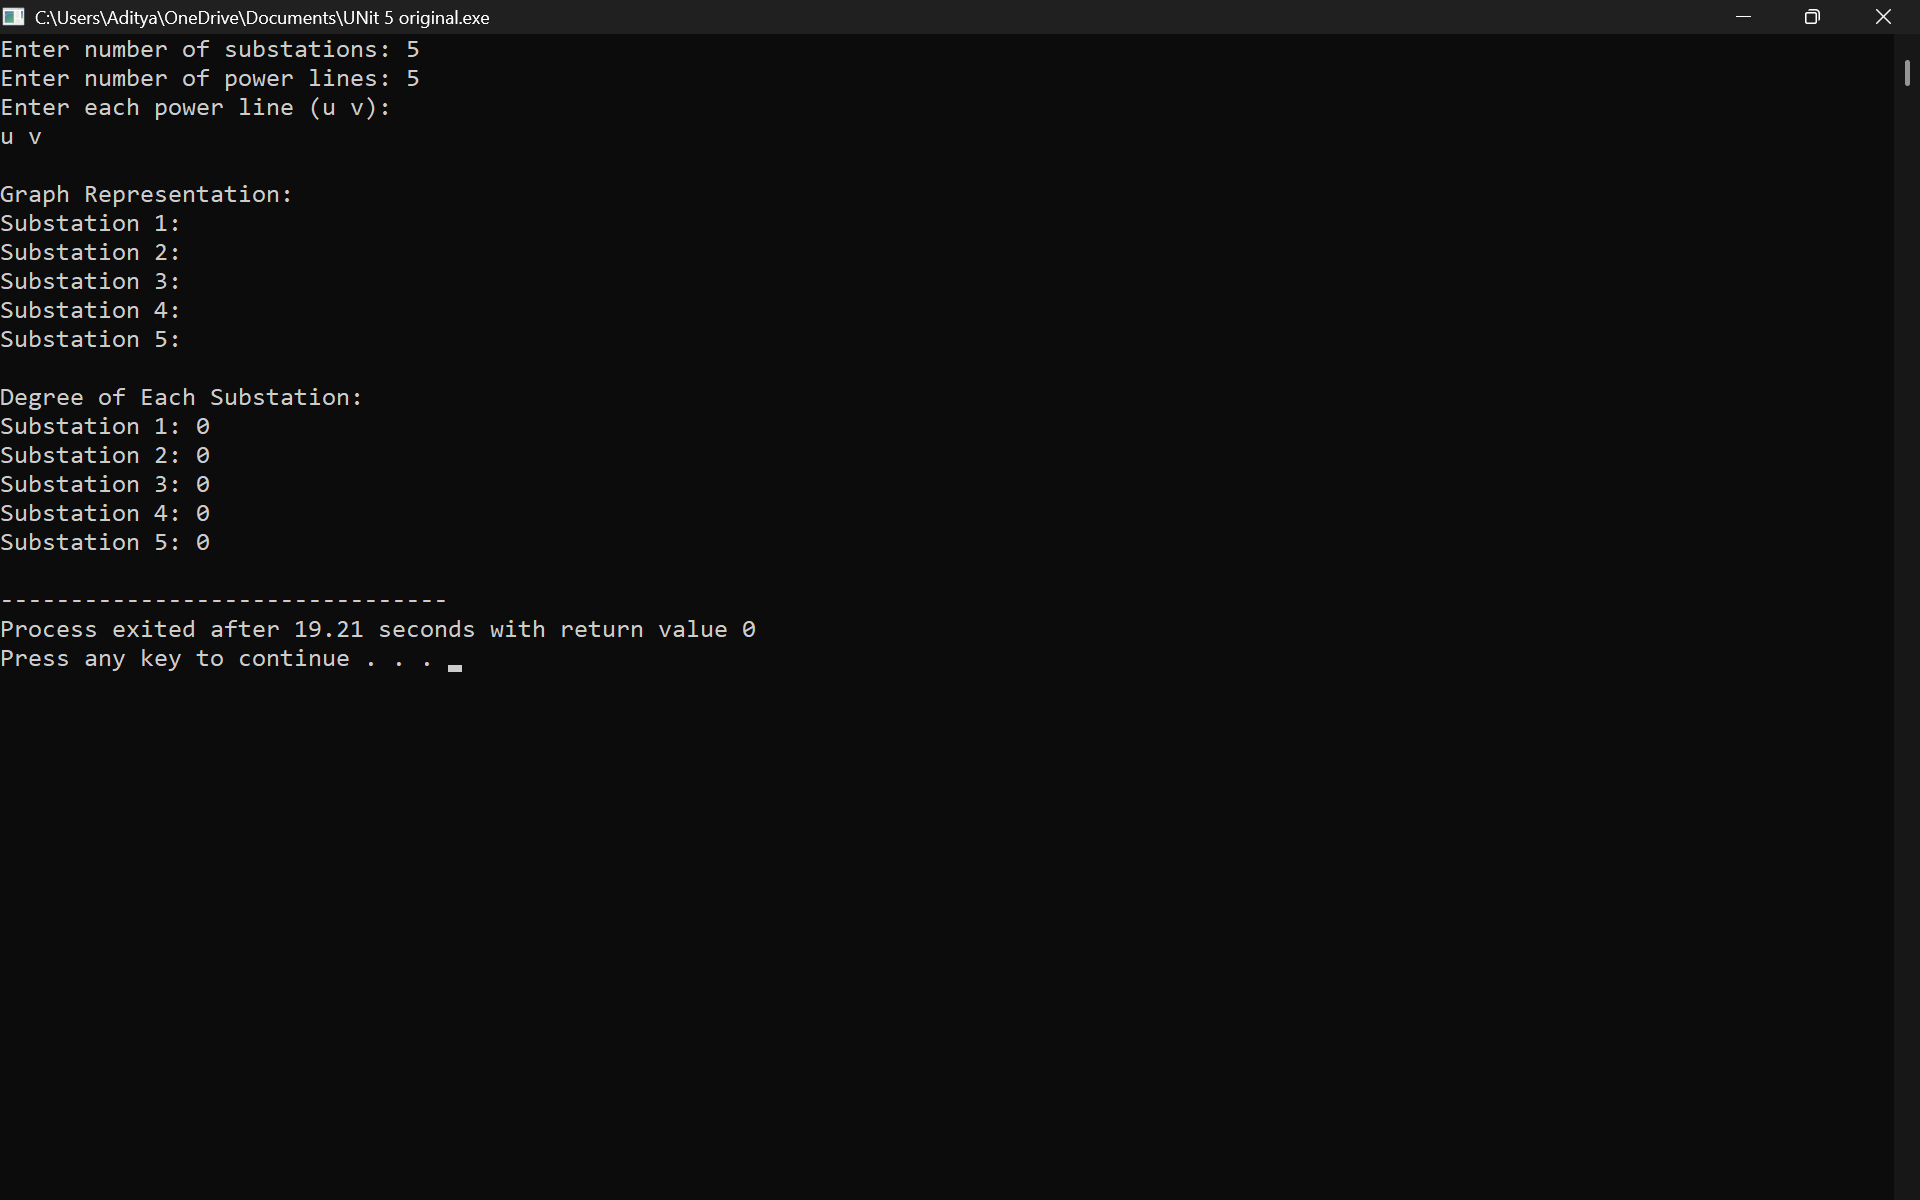 C:\Users\Aditya\OneDrive\Documents\UNit 5 original.exe
Enter number of substations: 5
Enter number of power lines: 5
Enter each power line (u v):
u v
Graph Representation:
Substation 1:
Substation 2:
Substation 3:
Substation 4:
Substation 5:
Degree of Each Substation:
Substation 1: 0
Substation 2: 0
Substation 3: 0
Substation 4: 0
Substation 5: 0
--------------------------------
Process exited after 19.21 seconds with return value 0
Press any key to continue . . .